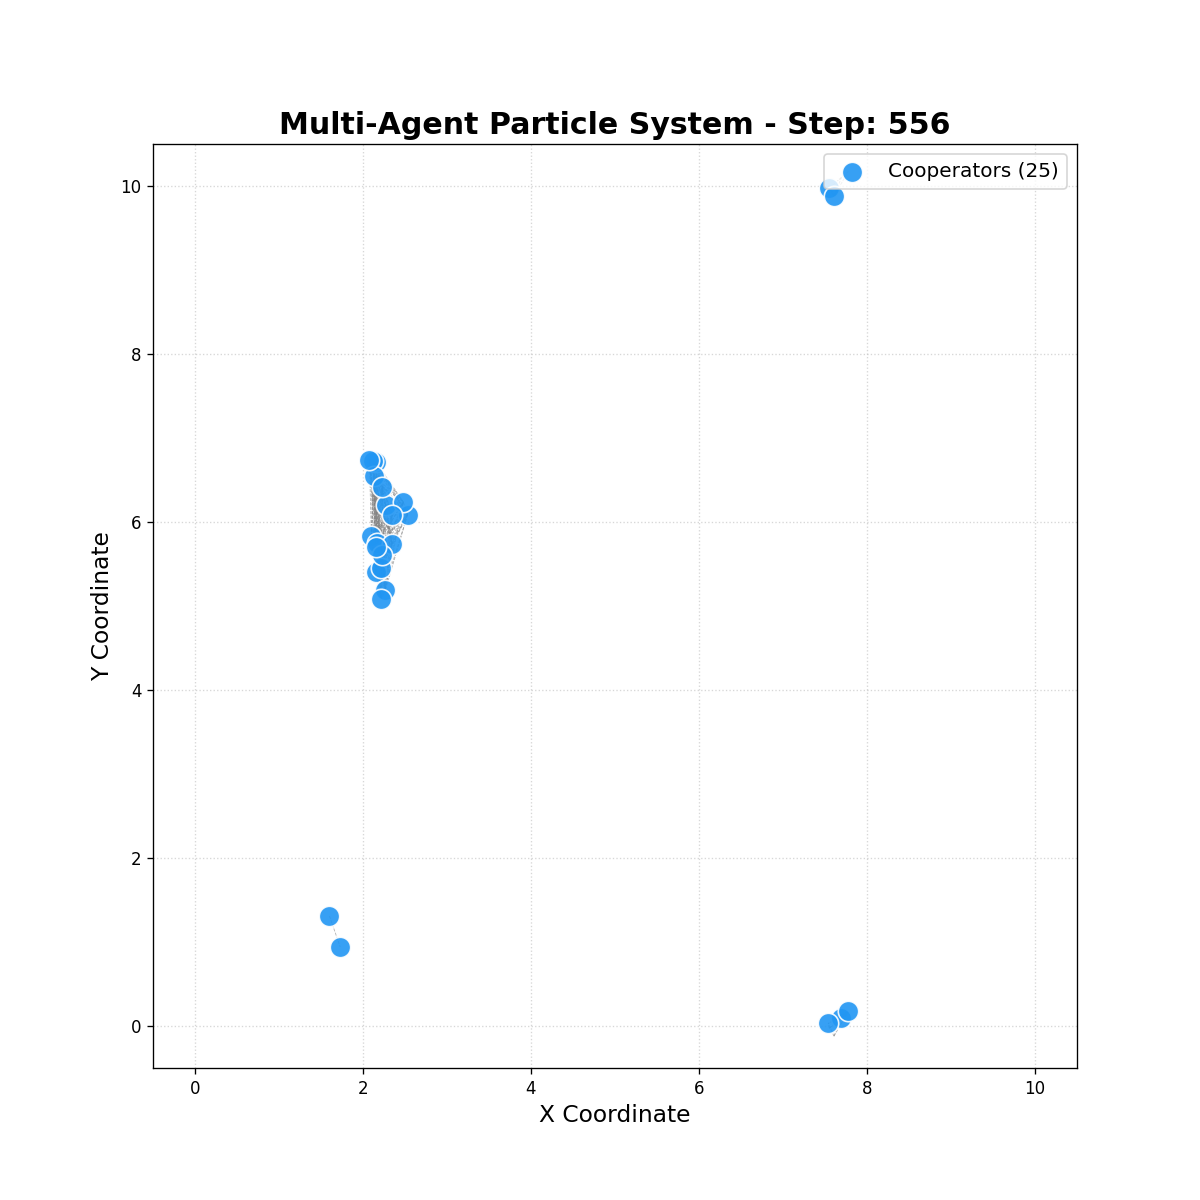 Multi-Agent Particle System - Step: 556
Cooperators (25)
10
8
6
4
2
0
Y Coordinate
0 2 4 6 8 10
X Coordinate